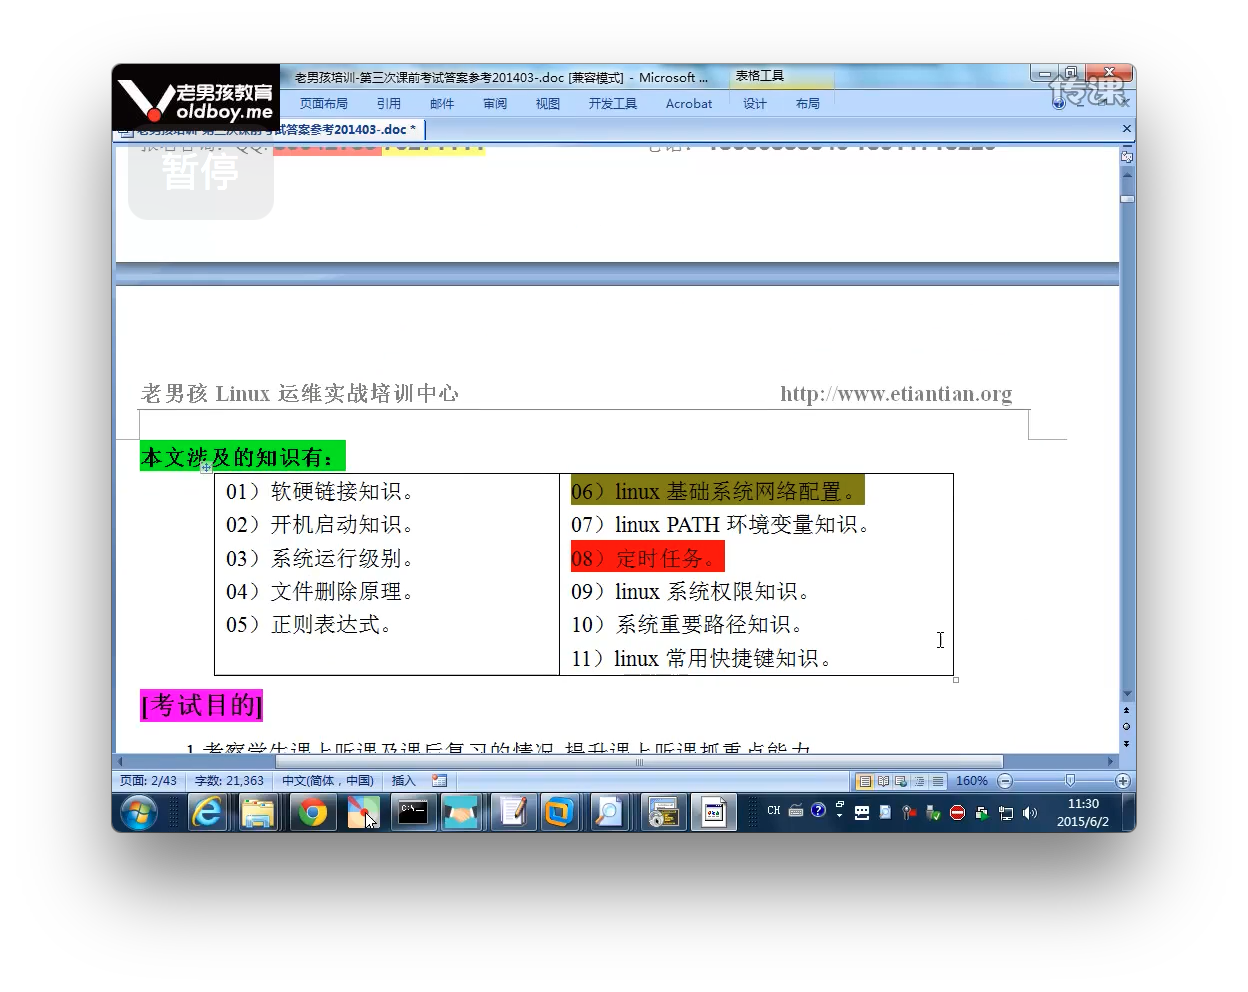 老男孩教育
oldboy.me
老男孩培训-第三次课前考试答案参考201403-.doc [兼容模式] - Microsoft ...
表格工具
传课
页面布局 引用 邮件 审阅 视图 开发工具 Acrobat 设计 布局
试答案参考201403-.doc *
暂停
老男孩 Linux 运维实战培训中心
http://www.etiantian.org
本文涉及的知识有：
01）软硬链接知识。
02）开机启动知识。
03）系统运行级别。
04）文件删除原理。
05）正则表达式。
06）linux 基础系统网络配置。
07）linux PATH 环境变量知识。
08）定时任务。
09）linux 系统权限知识。
10）系统重要路径知识。
11）linux 常用快捷键知识。
[考试目的]
1.考察学生课上听课及课后复习的情况,提升课上听课抓重点能力
页面: 2/43 字数: 21,363 中文(简体，中国) 插入 160%
CH
11:30
2015/6/2